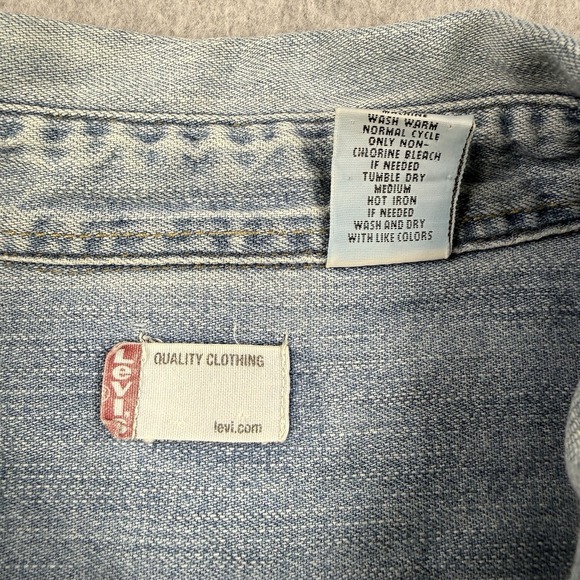 WASH WARM
NORMAL CYCLE
ONLY NON-
CHLORINE BLEACH
IF NEEDED
TUMBLE DRY
MEDIUM
HOT IRON
IF NEEDED
WASH AND DRY
WITH LIKE COLORS
LEVI'S
QUALITY CLOTHING
levi.com